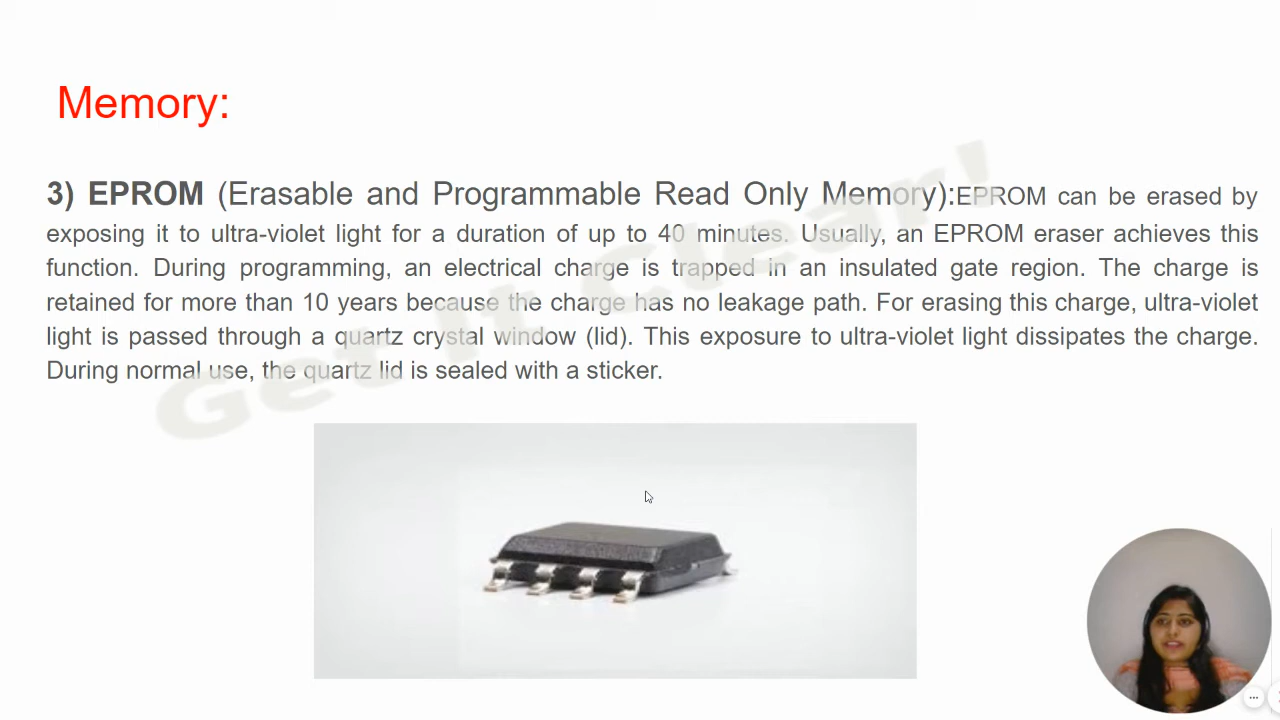 Memory:
3) EPROM (Erasable and Programmable Read Only Memory):EPROM can be erased by
exposing it to ultra-violet light for a duration of up to 40 minutes. Usually, an EPROM eraser achieves this
function. During programming, an electrical charge is trapped in an insulated gate region. The charge is
retained for more than 10 years because the charge has no leakage path. For erasing this charge, ultra-violet
light is passed through a quartz crystal window (lid). This exposure to ultra-violet light dissipates the charge.
During normal use, the quartz lid is sealed with a sticker.
Get It Clear!